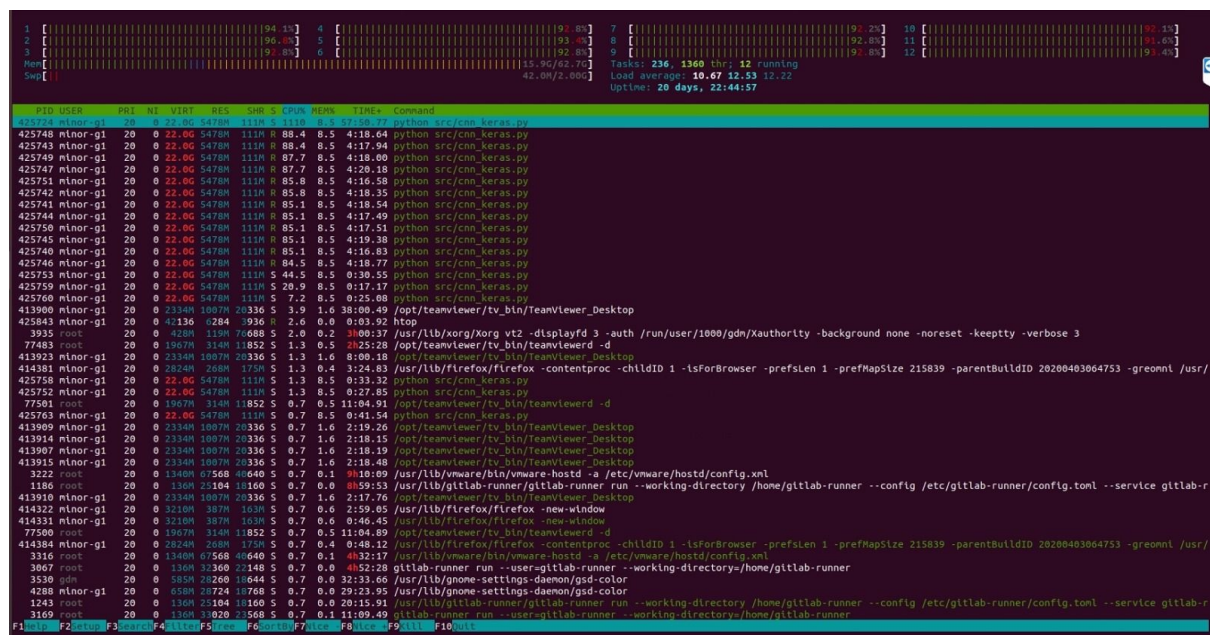 1 [||||||||||||||||||||||||||||94.1%] 4 [||||||||||||||||||||||||||||92.8%] 7 [||||||||||||||||||||||||||||92.2%] 10 [||||||||||||||||||||||||||||92.1%]
2 [||||||||||||||||||||||||||||96.0%] 5 [||||||||||||||||||||||||||||93.4%] 8 [||||||||||||||||||||||||||||92.8%] 11 [||||||||||||||||||||||||||||
3 [||||||||||||||||||||||||||||92.8%] 6 [||||||||||||||||||||||||||||92.8%] 9 [||||||||||||||||||||||||||||92.8%] 12 [||||||||||||||||||||||||||||93.4%]
Mem[||||||||||||||||||||||||||||15.9G/62.7G] Tasks: 236, 1360 thr; 12 running
Swp[|| 42.0M/2.00G] Load average: 10.67 12.53 12.22
Uptime: 20 days, 22:44:57
PID USER PRI NI VIRT RES SHR S CPU% MEM% TIME+ Command
425724 minor-g1 20 0 22.0G 5478M 111M S 1110 8.5 57:50.77 python src/cnn_keras.py
425748 minor-g1 20 0 22.0G 5478M 111M R 88.4 8.5 4:18.64 python src/cnn_keras.py
425743 minor-g1 20 0 22.0G 5478M 111M R 88.4 8.5 4:17.94 python src/cnn_keras.py
425749 minor-g1 20 0 22.0G 5478M 111M R 87.7 8.5 4:18.00 python src/cnn_keras.py
425747 minor-g1 20 0 22.0G 5478M 111M R 87.7 8.5 4:20.18 python src/cnn_keras.py
425751 minor-g1 20 0 22.0G 5478M 111M R 85.8 8.5 4:16.58 python src/cnn_keras.py
425742 minor-g1 20 0 22.0G 5478M 111M R 85.8 8.5 4:18.35 python src/cnn_keras.py
425741 minor-g1 20 0 22.0G 5478M 111M R 85.1 8.5 4:18.54 python src/cnn_keras.py
425744 minor-g1 20 0 22.0G 5478M 111M R 85.1 8.5 4:17.49 python src/cnn_keras.py
425750 minor-g1 20 0 22.0G 5478M 111M R 85.1 8.5 4:17.51 python src/cnn_keras.py
425745 minor-g1 20 0 22.0G 5478M 111M R 85.1 8.5 4:19.38 python src/cnn_keras.py
425740 minor-g1 20 0 22.0G 5478M 111M R 85.1 8.5 4:16.83 python src/cnn_keras.py
425746 minor-g1 20 0 22.0G 5478M 111M R 84.5 8.5 4:18.77 python src/cnn_keras.py
425753 minor-g1 20 0 22.0G 5478M 111M S 44.5 8.5 0:30.55 python src/cnn_keras.py
425759 minor-g1 20 0 22.0G 5478M 111M S 20.9 8.5 0:17.17 python src/cnn_keras.py
425760 minor-g1 20 0 22.0G 5478M 111M S 7.2 8.5 0:25.08 python src/cnn_keras.py
413900 minor-g1 20 0 2334M 1007M 20336 S 3.9 1.6 38:00.49 /opt/teamviewer/tv_bin/TeamViewer_Desktop
425843 minor-g1 20 0 42136 6284 3936 R 2.6 0.0 0:03.92 htop
3935 root 20 0 428M 119M 76688 S 2.0 0.2 3h00:37 /usr/lib/xorg/Xorg vt2 -displayfd 3 -auth /run/user/1000/gdm/Xauthority -background none -noreset -keeptty -verbose 3
77483 root 20 0 1967M 314M 11852 S 1.3 0.5 2h25:28 /opt/teamviewer/tv_bin/teamviewerd -d
413923 minor-g1 20 0 2334M 1007M 20336 S 1.3 1.6 8:00.18 /opt/teamviewer/tv_bin/TeamViewer_Desktop
414381 minor-g1 20 0 2824M 268M 175M S 1.3 0.4 3:24.83 /usr/lib/firefox/firefox -contentproc -childID 1 -isForBrowser -prefsLen 1 -prefMapSize 215839 -parentBuildID 20200403064753 -greomni /usr/
425758 minor-g1 20 0 22.0G 5478M 111M S 1.3 8.5 0:33.32 python src/cnn_keras.py
425752 minor-g1 20 0 22.0G 5478M 111M S 1.3 8.5 0:27.85 python src/cnn_keras.py
77501 root 20 0 1967M 314M 11852 S 0.7 0.5 11:04.91 /opt/teamviewer/tv_bin/teamviewerd -d
425763 minor-g1 20 0 22.0G 5478M 111M S 0.7 8.5 0:41.54 python src/cnn_keras.py
413909 minor-g1 20 0 2334M 1007M 20336 S 0.7 1.6 2:19.26 /opt/teamviewer/tv_bin/TeamViewer_Desktop
413914 minor-g1 20 0 2334M 1007M 20336 S 0.7 1.6 2:18.15 /opt/teamviewer/tv_bin/TeamViewer_Desktop
413907 minor-g1 20 0 2334M 1007M 20336 S 0.7 1.6 2:18.19 /opt/teamviewer/tv_bin/TeamViewer_Desktop
413915 minor-g1 20 0 2334M 1007M 20336 S 0.7 1.6 2:18.48 /opt/teamviewer/tv_bin/TeamViewer_Desktop
3222 root 20 0 1340M 67568 40640 S 0.7 0.1 9h10:09 /usr/lib/vmware/bin/vmware-hostd -a /etc/vmware/hostd/config.xml
1186 root 20 0 136M 25104 18160 S 0.7 0.0 8h59:53 /usr/lib/gitlab-runner/gitlab-runner run --working-directory /home/gitlab-runner --config /etc/gitlab-runner/config.toml --service gitlab-r
413910 minor-g1 20 0 2334M 1007M 20336 S 0.7 1.6 2:17.76 /opt/teamviewer/tv_bin/TeamViewer_Desktop
414322 minor-g1 20 0 3210M 387M 163M S 0.7 0.6 2:59.05 /usr/lib/firefox/firefox -new-window
414331 minor-g1 20 0 3210M 387M 163M S 0.7 0.6 0:46.45 /usr/lib/firefox/firefox -new-window
77500 root 20 0 1967M 314M 11852 S 0.7 0.5 11:04.89 /opt/teamviewer/tv_bin/teamviewerd -d
414384 minor-g1 20 0 2824M 268M 175M S 0.7 0.4 0:48.12 /usr/lib/firefox/firefox -contentproc -childID 1 -isForBrowser -prefsLen 1 -prefMapSize 215839 -parentBuildID 20200403064753 -greomni /usr/
3316 root 20 0 1340M 67568 40640 S 0.7 0.1 4h32:17 /usr/lib/vmware/bin/vmware-hostd -a /etc/vmware/hostd/config.xml
3067 root 20 0 136M 32360 22148 S 0.7 0.0 4h52:28 gitlab-runner run --user=gitlab-runner --working-directory=/home/gitlab-runner
3530 gdm 20 0 585M 28260 18644 S 0.7 0.0 32:33.66 /usr/lib/gnome-settings-daemon/gsd-color
4288 minor-g1 20 0 658M 28724 18768 S 0.7 0.0 29:23.95 /usr/lib/gnome-settings-daemon/gsd-color
1243 root 20 0 136M 25104 18160 S 0.7 0.0 20:15.91 /usr/lib/gitlab-runner/gitlab-runner run --working-directory /home/gitlab-runner --config /etc/gitlab-runner/config.toml --service gitlab-r
3169 root 20 0 136M 33020 23568 S 0.7 0.1 11:09.49 gitlab-runner run --user=gitlab-runner --working-directory=/home/gitlab-runner
F1Help F2Setup F3SearchF4FilterF5Tree F6SortByF7Nice -F8Nice +F9Kill F10Quit